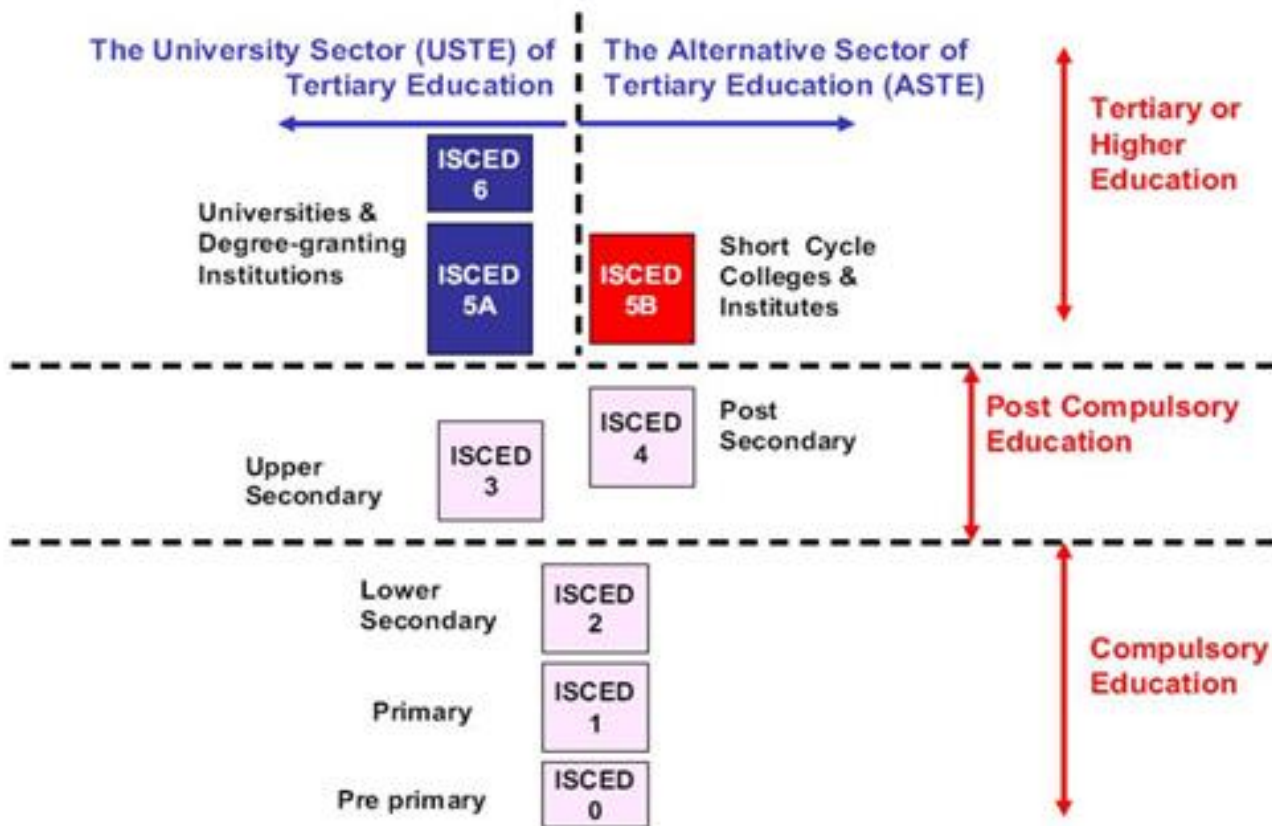 The University Sector (USTE) of
Tertiary Education
The Alternative Sector of
Tertiary Education (ASTE)
Tertiary or
Higher
Education
ISCED
6
Universities &
Degree-granting
Institutions
ISCED
5A
ISCED
5B
Short Cycle
Colleges &
Institutes
Upper
Secondary
ISCED
3
ISCED
4
Post
Secondary
Post Compulsory
Education
Lower
Secondary
ISCED
2
Primary
ISCED
1
Pre primary
ISCED
0
Compulsory
Education